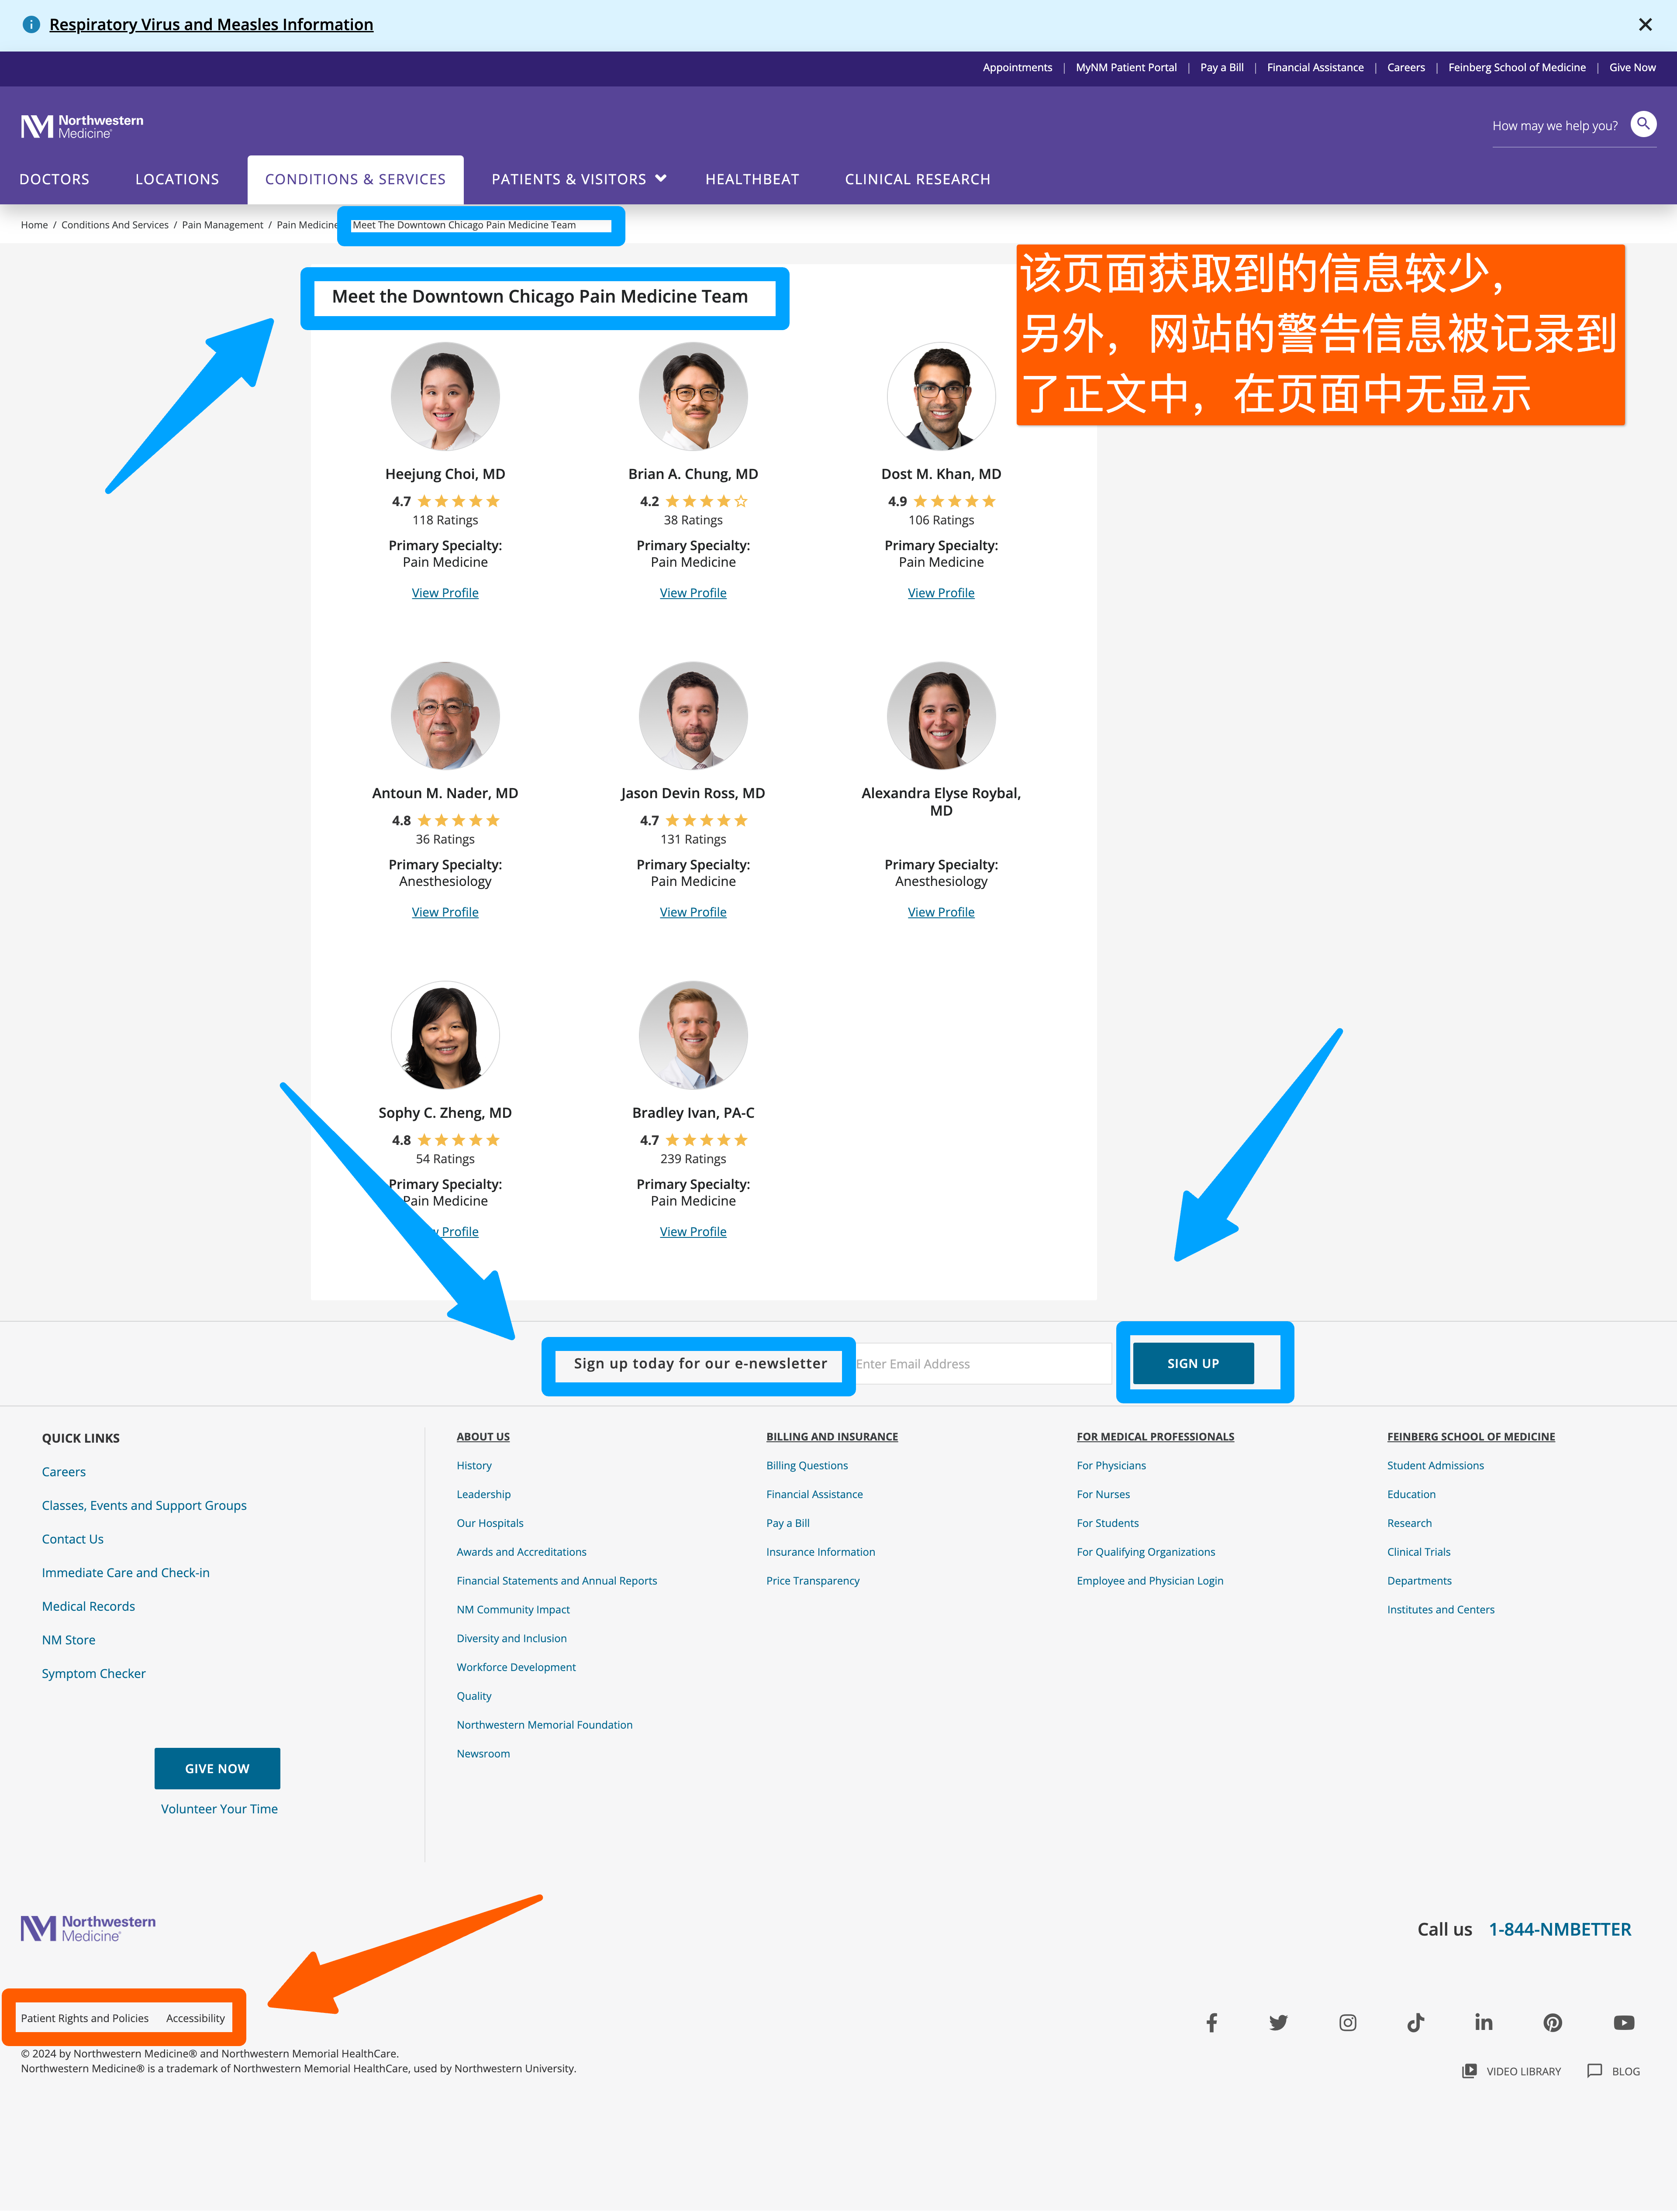 Respiratory Virus and Measles Information
Appointments | MyNM Patient Portal | Pay a Bill | Financial Assistance | Careers | Feinberg School of Medicine | Give Now
Northwestern
Medicine®
How may we help you?
DOCTORS LOCATIONS CONDITIONS & SERVICES PATIENTS & VISITORS HEALTHBEAT CLINICAL RESEARCH
Home / Conditions And Services / Pain Management / Pain Medicine Meet The Downtown Chicago Pain Medicine Team
该页面获取到的信息较少，
另外，网站的警告信息被记录到
了正文中，在页面中无显示
Meet the Downtown Chicago Pain Medicine Team
Heejung Choi, MD
4.7
118 Ratings
Primary Specialty:
Pain Medicine
View Profile
Brian A. Chung, MD
4.2
38 Ratings
Primary Specialty:
Pain Medicine
View Profile
Dost M. Khan, MD
4.9
106 Ratings
Primary Specialty:
Pain Medicine
View Profile
Antoun M. Nader, MD
4.8
36 Ratings
Primary Specialty:
Anesthesiology
View Profile
Jason Devin Ross, MD
4.7
131 Ratings
Primary Specialty:
Pain Medicine
View Profile
Alexandra Elyse Roybal,
MD
Primary Specialty:
Anesthesiology
View Profile
Sophy C. Zheng, MD
4.8
54 Ratings
Primary Specialty:
Pain Medicine
Profile
Bradley Ivan, PA-C
4.7
239 Ratings
Primary Specialty:
Pain Medicine
View Profile
Sign up today for our e-newsletter Enter Email Address SIGN UP
QUICK LINKS
Careers
Classes, Events and Support Groups
Contact Us
Immediate Care and Check-in
Medical Records
NM Store
Symptom Checker
GIVE NOW
Volunteer Your Time
ABOUT US
History
Leadership
Our Hospitals
Awards and Accreditations
Financial Statements and Annual Reports
NM Community Impact
Diversity and Inclusion
Workforce Development
Quality
Northwestern Memorial Foundation
Newsroom
BILLING AND INSURANCE
Billing Questions
Financial Assistance
Pay a Bill
Insurance Information
Price Transparency
FOR MEDICAL PROFESSIONALS
For Physicians
For Nurses
For Students
For Qualifying Organizations
Employee and Physician Login
FEINBERG SCHOOL OF MEDICINE
Student Admissions
Education
Research
Clinical Trials
Departments
Institutes and Centers
Northwestern
Medicine®
Call us 1-844-NMBETTER
Patient Rights and Policies Accessibility
© 2024 by Northwestern Medicine® and Northwestern Memorial HealthCare.
Northwestern Medicine® is a trademark of Northwestern Memorial HealthCare, used by Northwestern University.
VIDEO LIBRARY BLOG